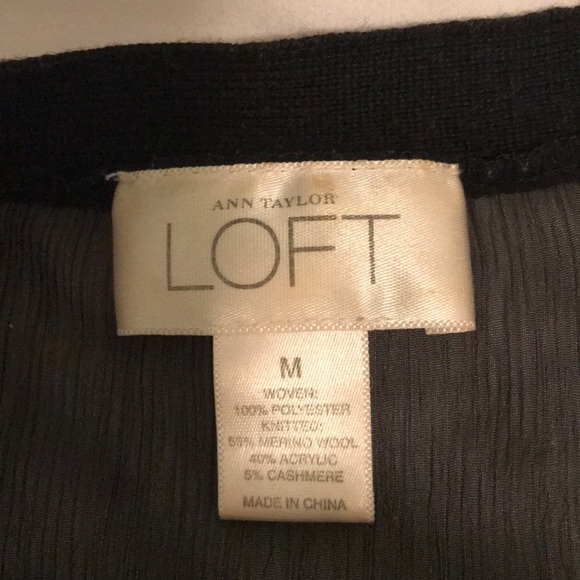 ANN TAYLOR
LOFT
M
WOVEN:
100% POLYESTER
KNITTED:
55% MERINO WOOL
40% ACRYLIC
5% CASHMERE
MADE IN CHINA